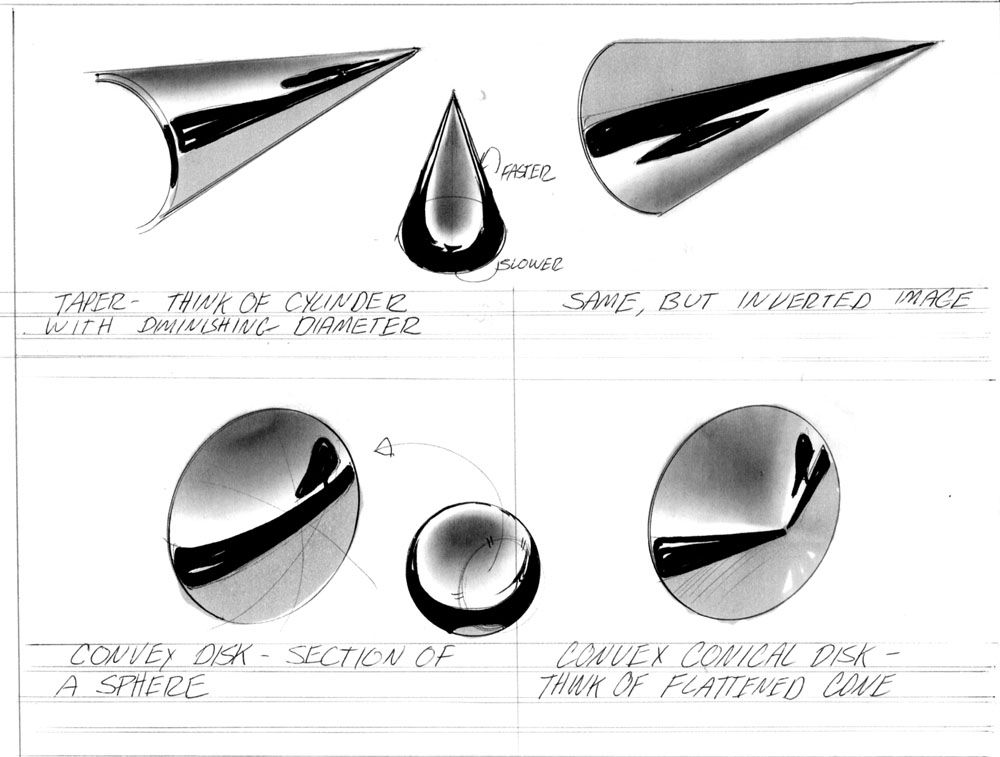 FASTER
SLOWER
TAPER- THINK OF CYLINDER
WITH DMINISHING DIAMETER
SAME, BUT INVERTED IMAGE
CONVEX DISK - SECTION OF
A SPHERE
CONVEX CONICAL DISK -
THINK OF FLATTENED CONE